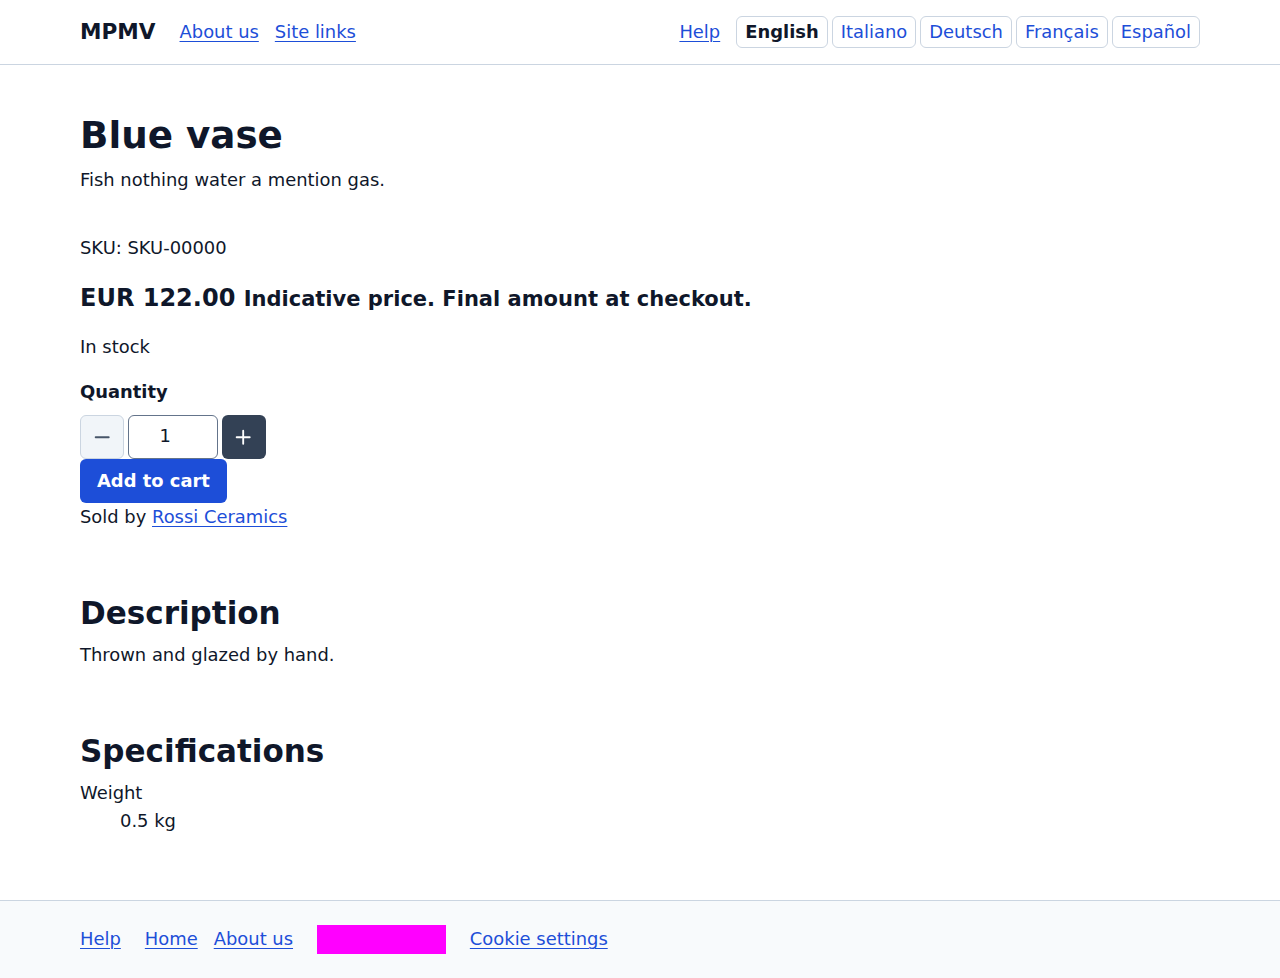 MPMV About us Site links Help English Italiano Deutsch Français Español
Blue vase
Fish nothing water a mention gas.
SKU: SKU-00000
EUR 122.00 Indicative price. Final amount at checkout.
In stock
Quantity
− 1 +
Add to cart
Sold by Rossi Ceramics
Description
Thrown and glazed by hand.
Specifications
Weight
0.5 kg
Help Home About us Cookie settings